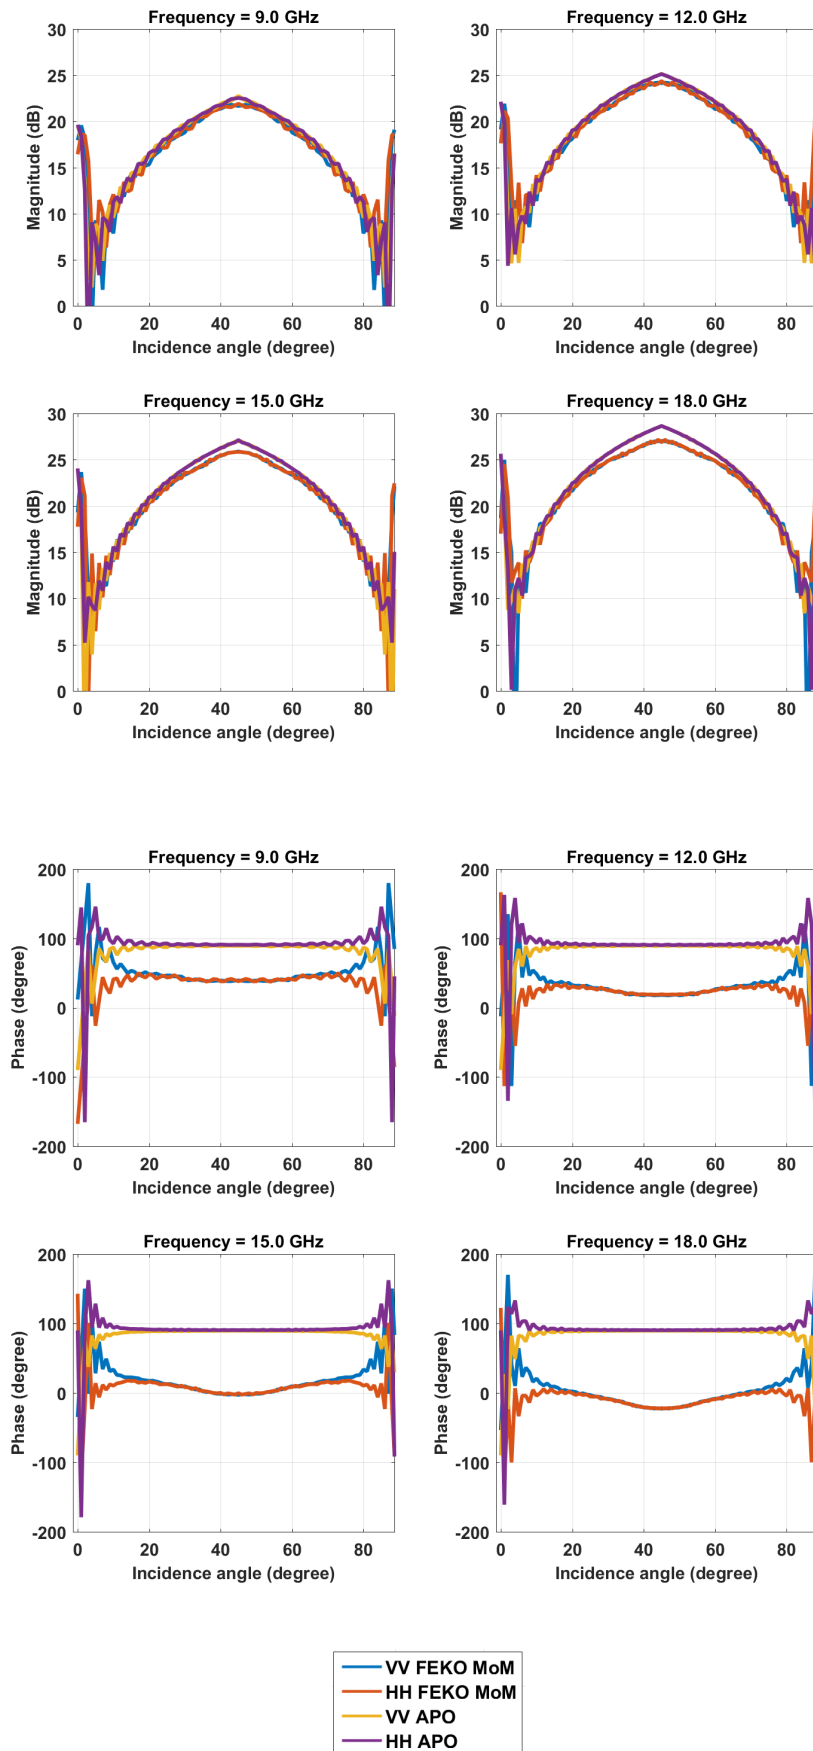 Frequency = 9.0 GHz
30
25
20
15
10
5
0
Magnitude (dB)
0 20 40 60 80
Incidence angle (degree)
Frequency = 12.0 GHz
30
25
20
15
10
5
0
Magnitude (dB)
0 20 40 60 80
Incidence angle (degree)
Frequency = 15.0 GHz
30
25
20
15
10
5
0
Magnitude (dB)
0 20 40 60 80
Incidence angle (degree)
Frequency = 18.0 GHz
30
25
20
15
10
5
0
Magnitude (dB)
0 20 40 60 80
Incidence angle (degree)
Frequency = 9.0 GHz
200
100
0
-100
-200
Phase (degree)
0 20 40 60 80
Incidence angle (degree)
Frequency = 12.0 GHz
200
100
0
-100
-200
Phase (degree)
0 20 40 60 80
Incidence angle (degree)
Frequency = 15.0 GHz
200
100
0
-100
-200
Phase (degree)
0 20 40 60 80
Incidence angle (degree)
Frequency = 18.0 GHz
200
100
0
-100
-200
Phase (degree)
0 20 40 60 80
Incidence angle (degree)
VV FEKO MoM
HH FEKO MoM
VV APO
HH APO